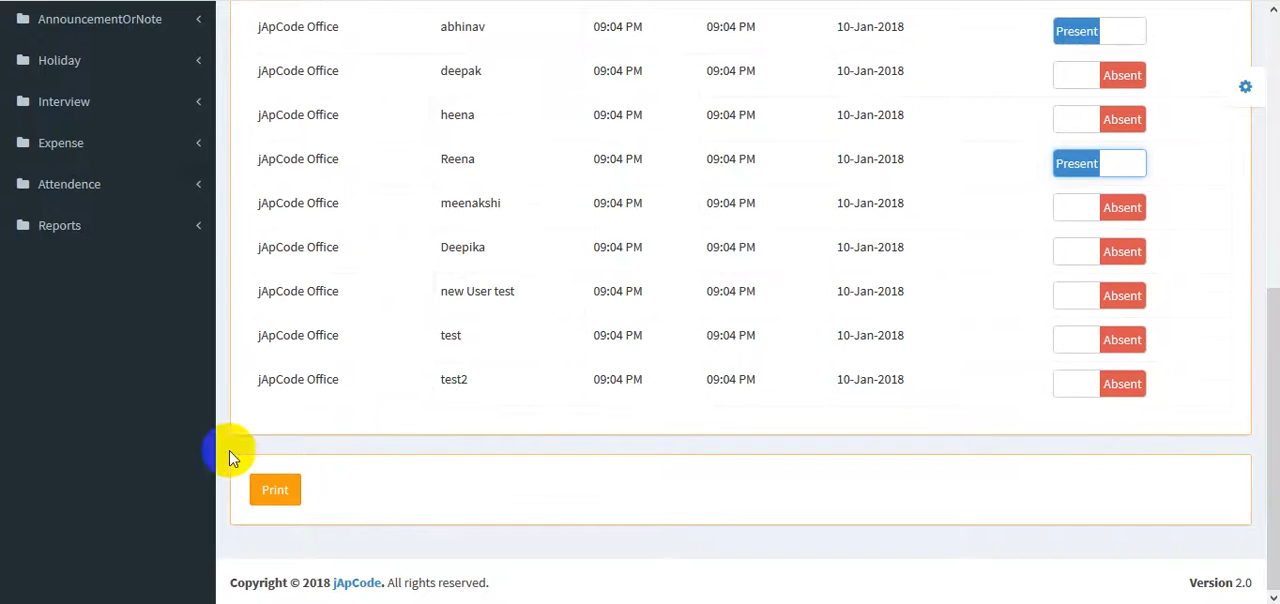 AnnouncementOrNote
Holiday
Interview
Expense
Attendence
Reports
jApCode Office abhinav 09:04 PM 09:04 PM 10-Jan-2018 Present
jApCode Office deepak 09:04 PM 09:04 PM 10-Jan-2018 Absent
jApCode Office heena 09:04 PM 09:04 PM 10-Jan-2018 Absent
jApCode Office Reena 09:04 PM 09:04 PM 10-Jan-2018 Present
jApCode Office meenakshi 09:04 PM 09:04 PM 10-Jan-2018 Absent
jApCode Office Deepika 09:04 PM 09:04 PM 10-Jan-2018 Absent
jApCode Office new User test 09:04 PM 09:04 PM 10-Jan-2018 Absent
jApCode Office test 09:04 PM 09:04 PM 10-Jan-2018 Absent
jApCode Office test2 09:04 PM 09:04 PM 10-Jan-2018 Absent
Print
Copyright © 2018 jApCode. All rights reserved. Version 2.0